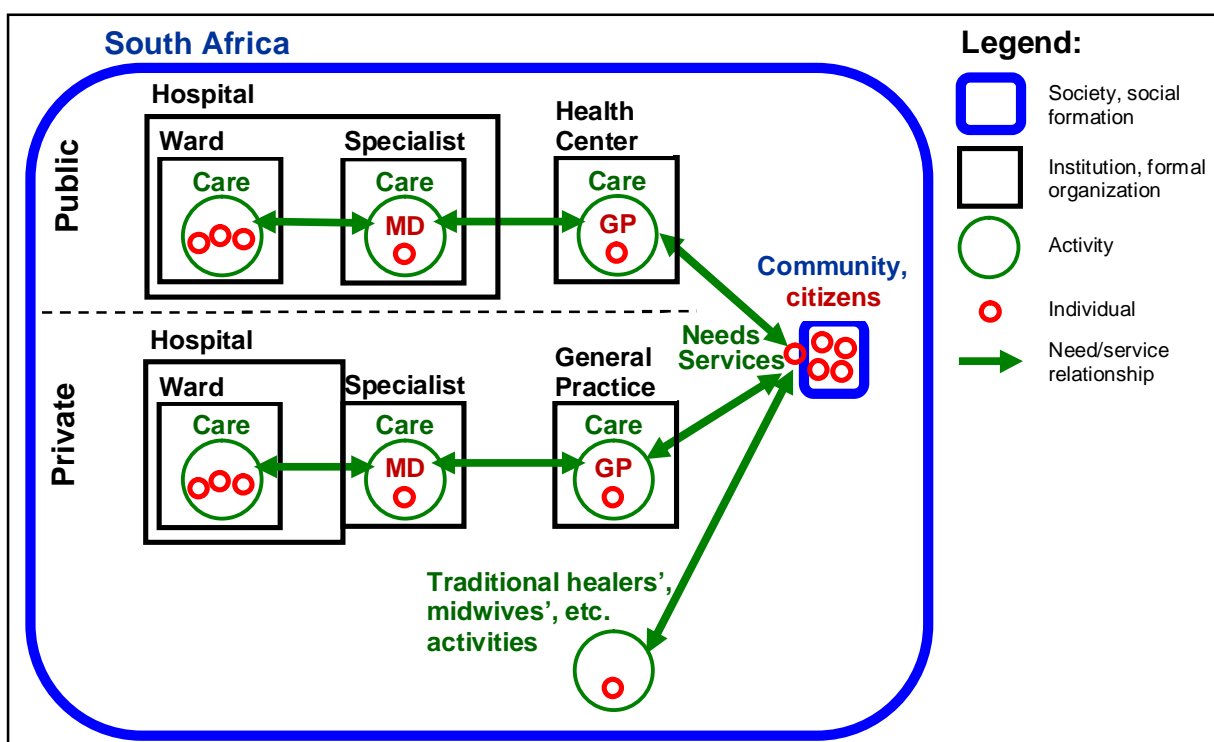 South Africa
Public
Hospital
Ward
Care
Specialist
Care
MD
Health
Center
Care
GP
Community,
citizens
Needs
Services
Private
Hospital
Ward
Care
Specialist
Care
MD
General
Practice
Care
GP
Traditional healers’,
midwives’, etc.
activities
Legend:
Society, social
formation
Institution, formal
organization
Activity
Individual
Need/service
relationship